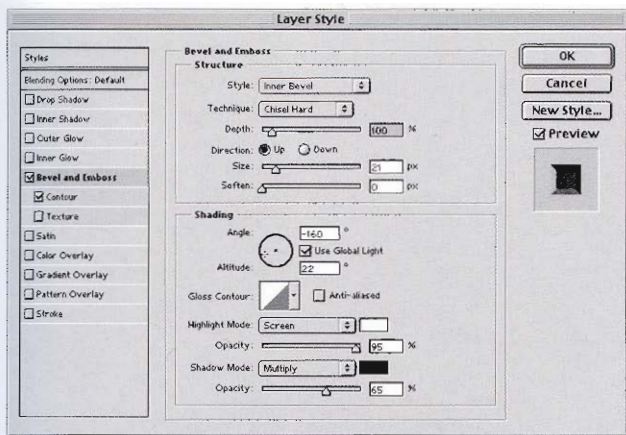 Layer Style
Styles
Blending Options: Default
Drop Shadow
Inner Shadow
Outer Glow
Inner Glow
Bevel and Emboss
Contour
Texture
Satin
Color Overlay
Gradient Overlay
Pattern Overlay
Stroke
Bevel and Emboss
Structure
Style: Inner Bevel
Technique: Chisel Hard
Depth: 100 %
Direction: Up Down
Size: 21 px
Soften: 0 px
Shading
Angle: -160 °
Use Global Light
Altitude: 22 °
Gloss Contour: Anti-aliased
Highlight Mode: Screen
Opacity: 95 %
Shadow Mode: Multiply
Opacity: 65 %
OK
Cancel
New Style...
Preview